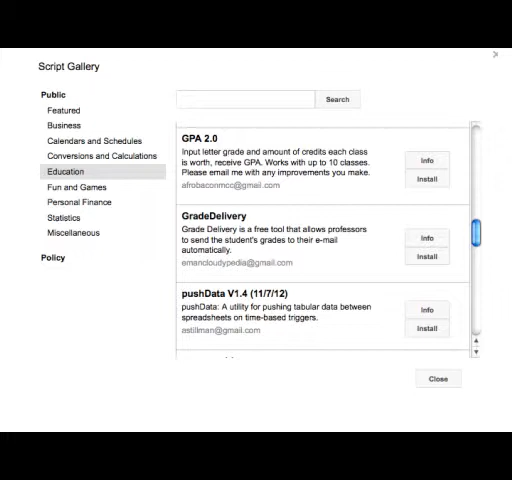 Script Gallery
Public
Featured
Business
Calendars and Schedules
Conversions and Calculations
Education
Fun and Games
Personal Finance
Statistics
Miscellaneous
Policy
Search
GPA 2.0
Input letter grade and amount of credits each class
is worth, receive GPA. Works with up to 10 classes.
Please email me with any improvements you make.
afrobaconmcc@gmail.com
Info
Install
GradeDelivery
Grade Delivery is a free tool that allows professors
to send the student's grades to their e-mail
automatically.
emancloudypedia@gmail.com
Info
Install
pushData V1.4 (11/7/12)
pushData: A utility for pushing tabular data between
spreadsheets on time-based triggers.
astillman@gmail.com
Info
Install
Close